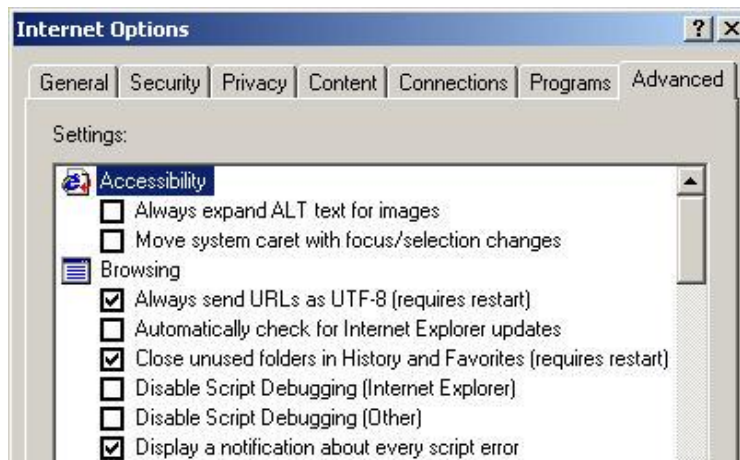 Internet Options
General Security Privacy Content Connections Programs Advanced
Settings:
Accessibility
Always expand ALT text for images
Move system caret with focus/selection changes
Browsing
Always send URLs as UTF-8 (requires restart)
Automatically check for Internet Explorer updates
Close unused folders in History and Favorites (requires restart)
Disable Script Debugging (Internet Explorer)
Disable Script Debugging (Other)
Display a notification about every script error